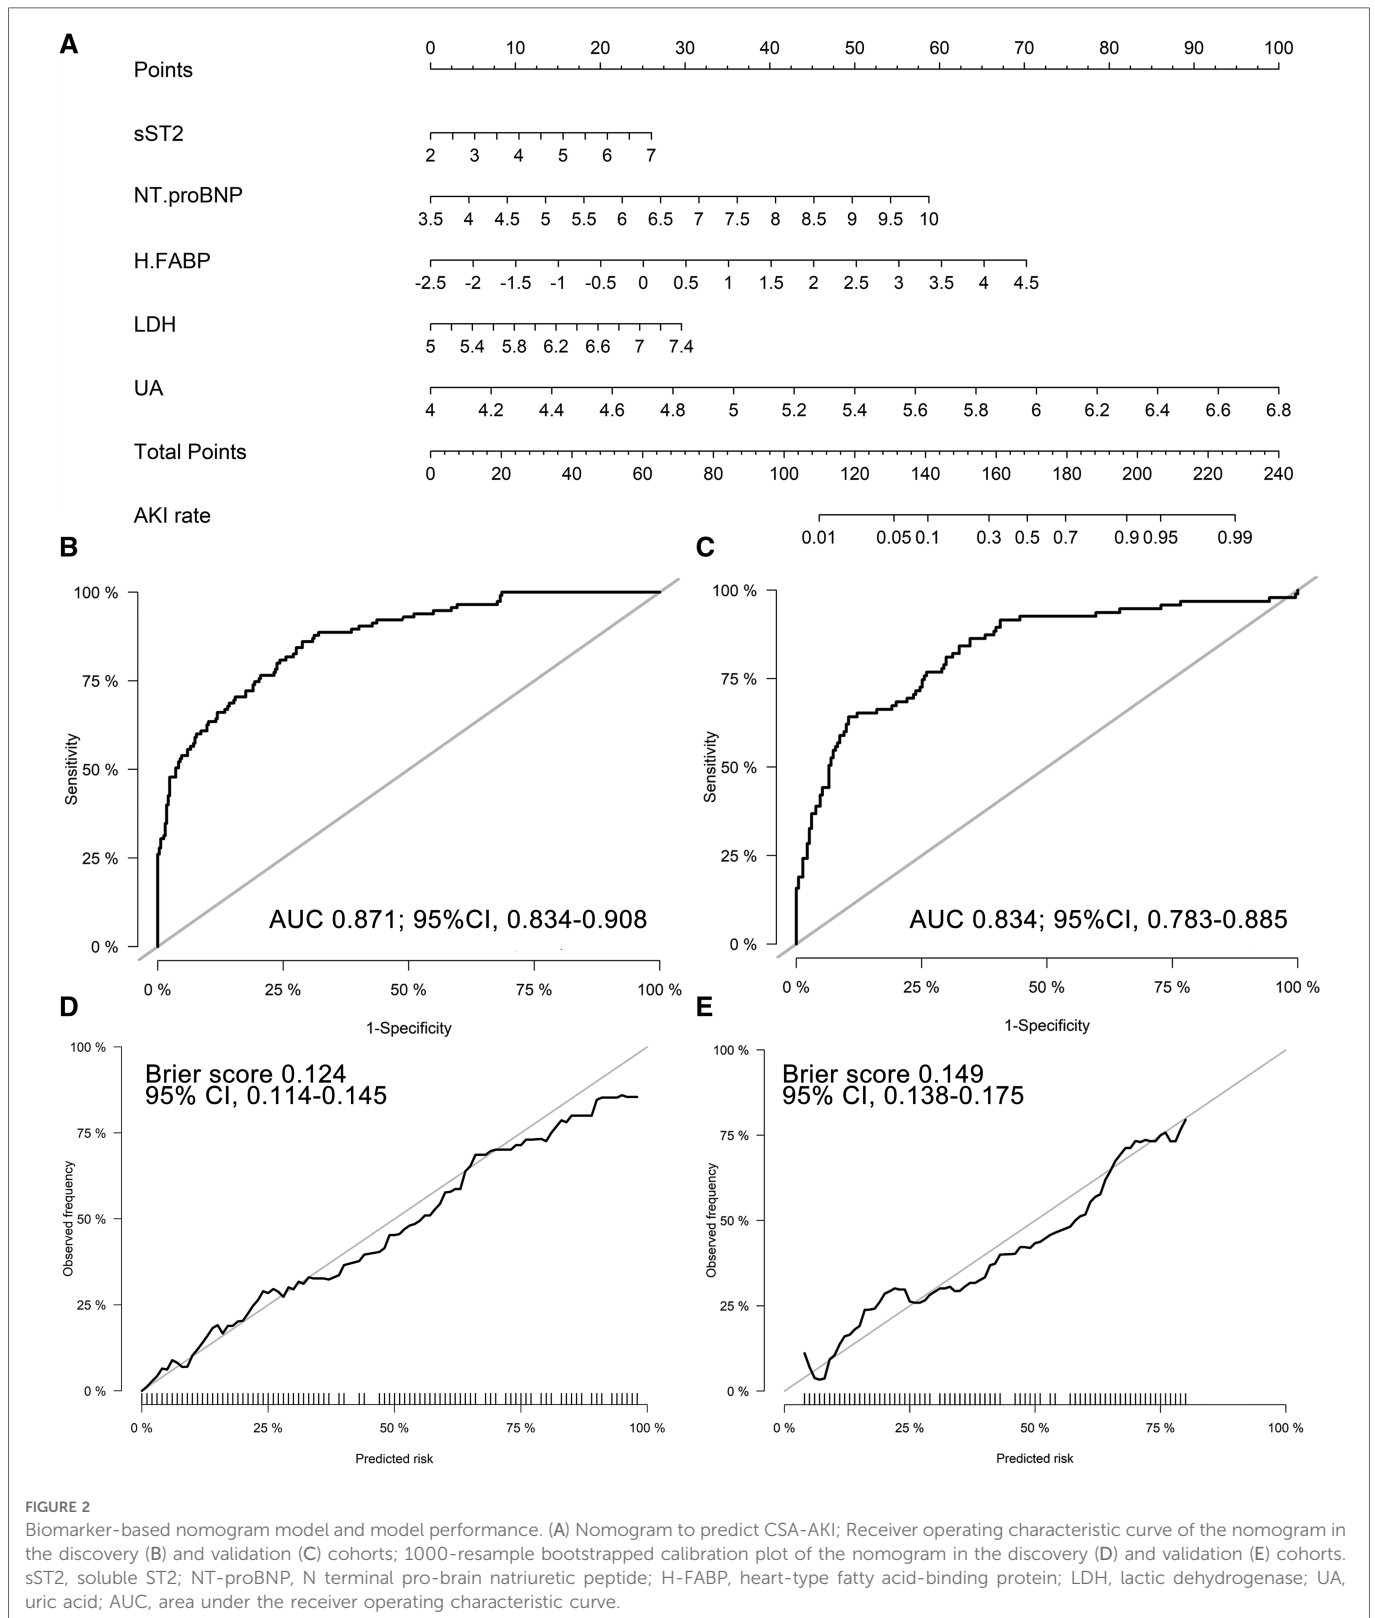 A
0 10 20 30 40 50 60 70 80 90 100
Points
sST2
2 3 4 5 6 7
NT.proBNP
3.5 4 4.5 5 5.5 6 6.5 7 7.5 8 8.5 9 9.5 10
H.FABP
-2.5 -2 -1.5 -1 -0.5 0 0.5 1 1.5 2 2.5 3 3.5 4 4.5
LDH
5 5.4 5.8 6.2 6.6 7 7.4
UA
4 4.2 4.4 4.6 4.8 5 5.2 5.4 5.6 5.8 6 6.2 6.4 6.6 6.8
Total Points
0 20 40 60 80 100 120 140 160 180 200 220 240
AKI rate
0.01 0.05 0.1 0.3 0.5 0.7 0.9 0.95 0.99
B
100 %
75 %
50 %
25 %
0 %
Sensitivity
AUC 0.871; 95%CI, 0.834-0.908
0 % 25 % 50 % 75 % 100 %
1-Specificity
C
100 %
75 %
50 %
25 %
0 %
Sensitivity
AUC 0.834; 95%CI, 0.783-0.885
0 % 25 % 50 % 75 % 100 %
1-Specificity
D
100 %
75 %
50 %
25 %
0 %
Observed frequency
Brier score 0.124
95% CI, 0.114-0.145
0 % 25 % 50 % 75 % 100 %
Predicted risk
E
100 %
75 %
50 %
25 %
0 %
Observed frequency
Brier score 0.149
95% CI, 0.138-0.175
0 % 25 % 50 % 75 % 100 %
Predicted risk
FIGURE 2
Biomarker-based nomogram model and model performance. (A) Nomogram to predict CSA-AKI; Receiver operating characteristic curve of the nomogram in
the discovery (B) and validation (C) cohorts; 1000-resample bootstrapped calibration plot of the nomogram in the discovery (D) and validation (E) cohorts.
sST2, soluble ST2; NT-proBNP, N terminal pro-brain natriuretic peptide; H-FABP, heart-type fatty acid-binding protein; LDH, lactic dehydrogenase; UA,
uric acid; AUC, area under the receiver operating characteristic curve.